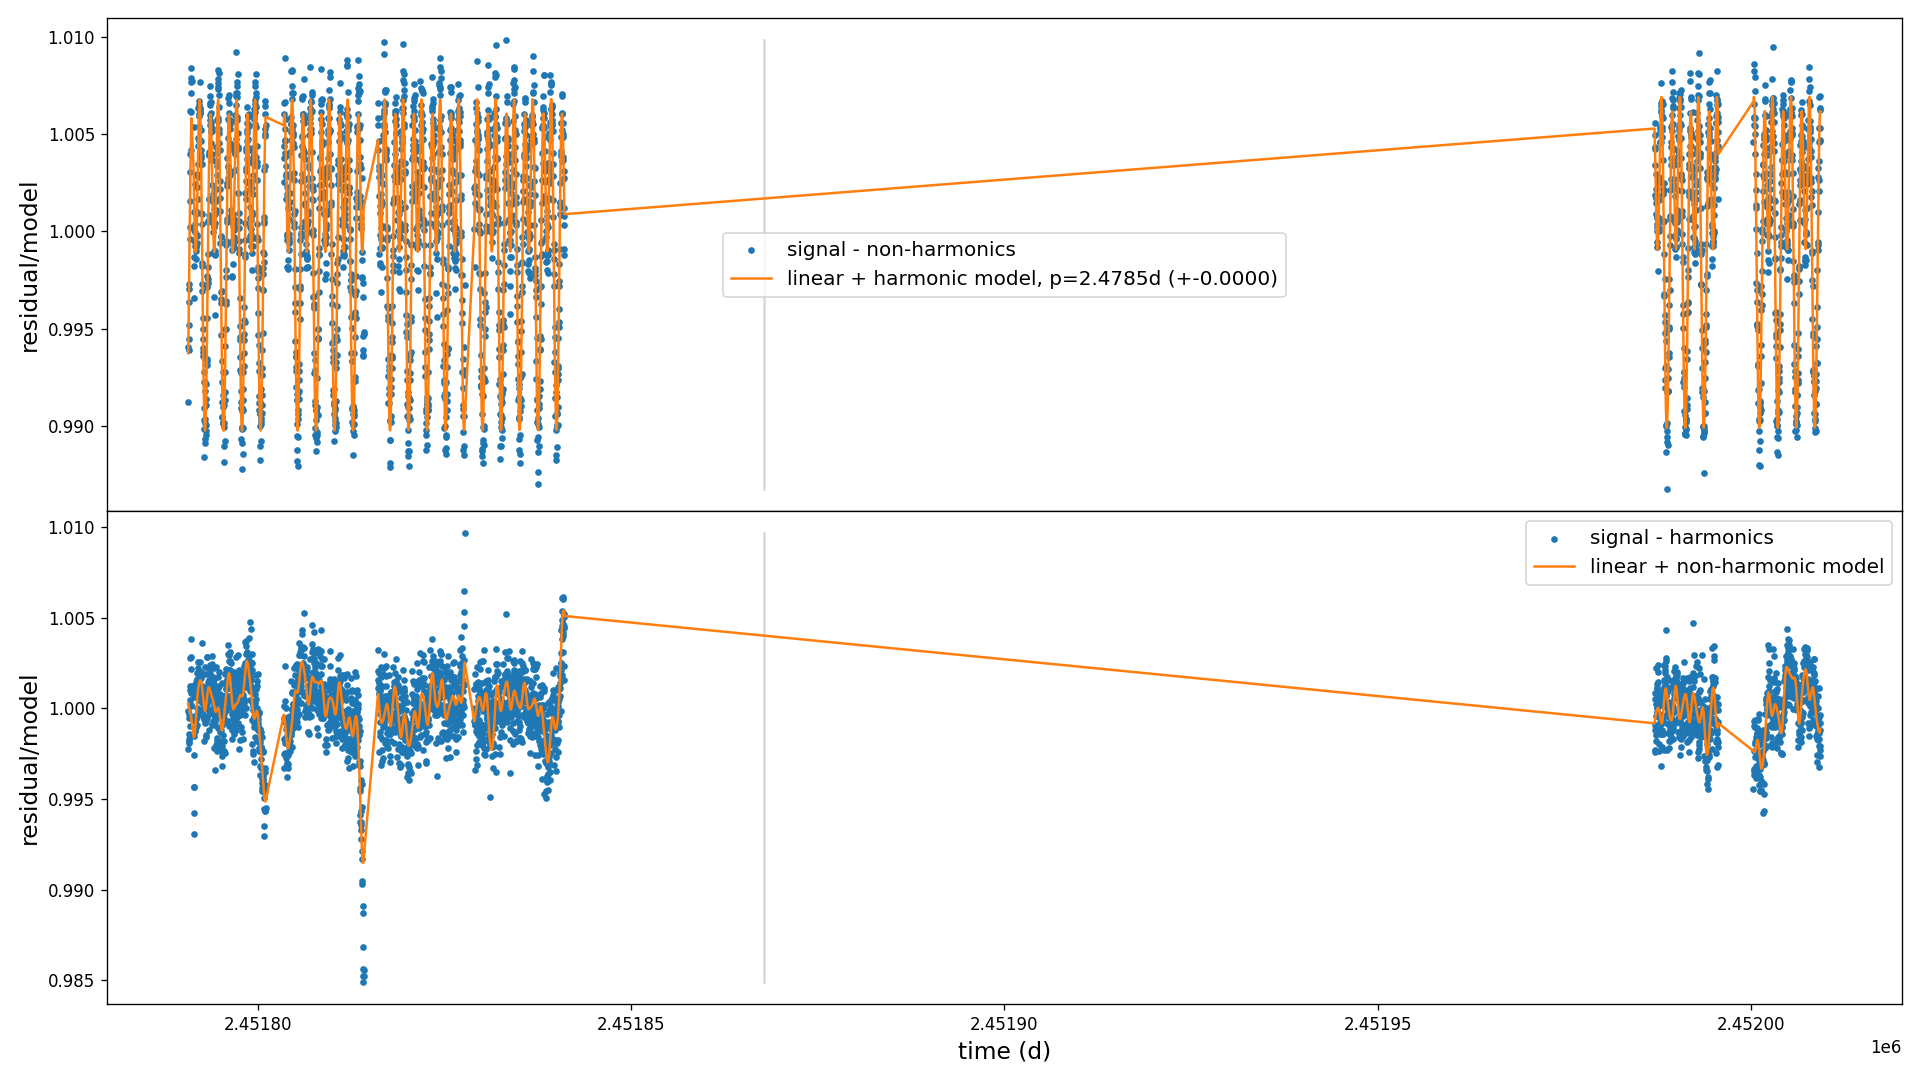 1.010
1.005
1.000
0.995
0.990
residual/model
signal - non-harmonics
linear + harmonic model, p=2.4785d (+-0.0000)
1.010
1.005
1.000
0.995
0.990
0.985
residual/model
signal - harmonics
linear + non-harmonic model
2.45180
2.45185
2.45190
2.45195
2.45200
time (d)
1e6